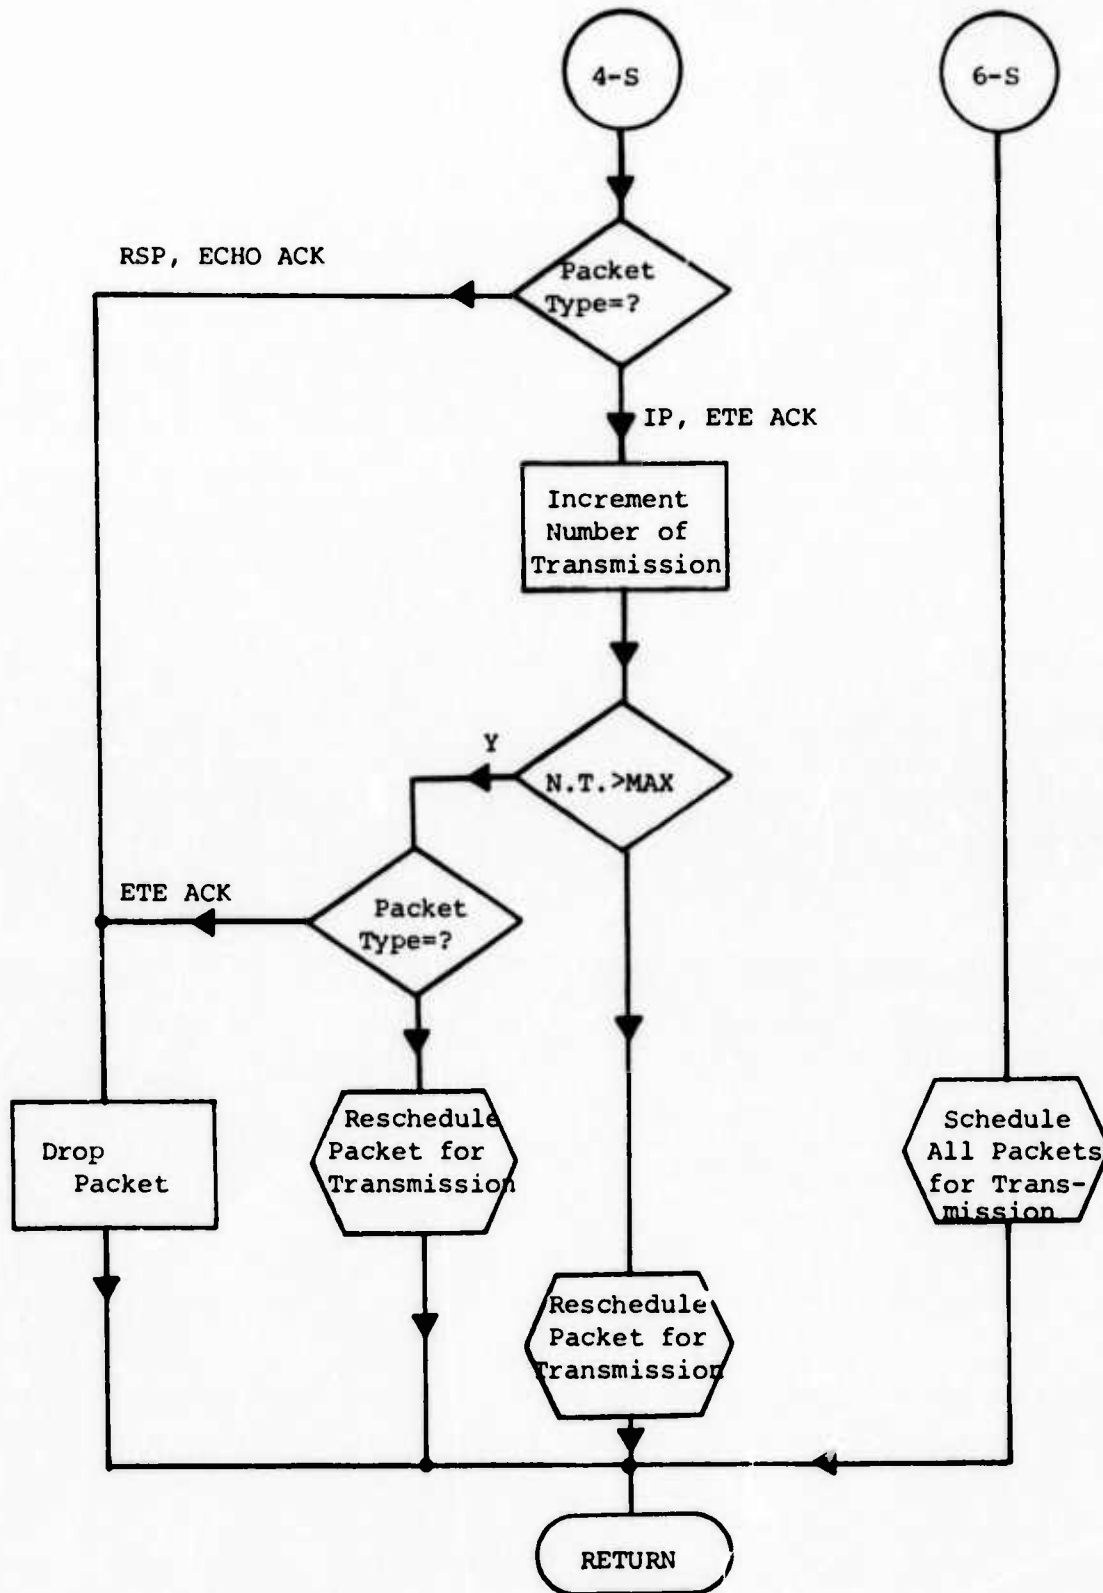 4-S
6-S
RSP, ECHO ACK
Packet
Type=?
IP, ETE ACK
Increment
Number of
Transmission
Y
N.T.>MAX
ETE ACK
Packet
Type=?
Drop
Packet
Reschedule
Packet for
Transmission
Schedule
All Packets
for Trans-
mission
Reschedule
Packet for
Transmission
RETURN